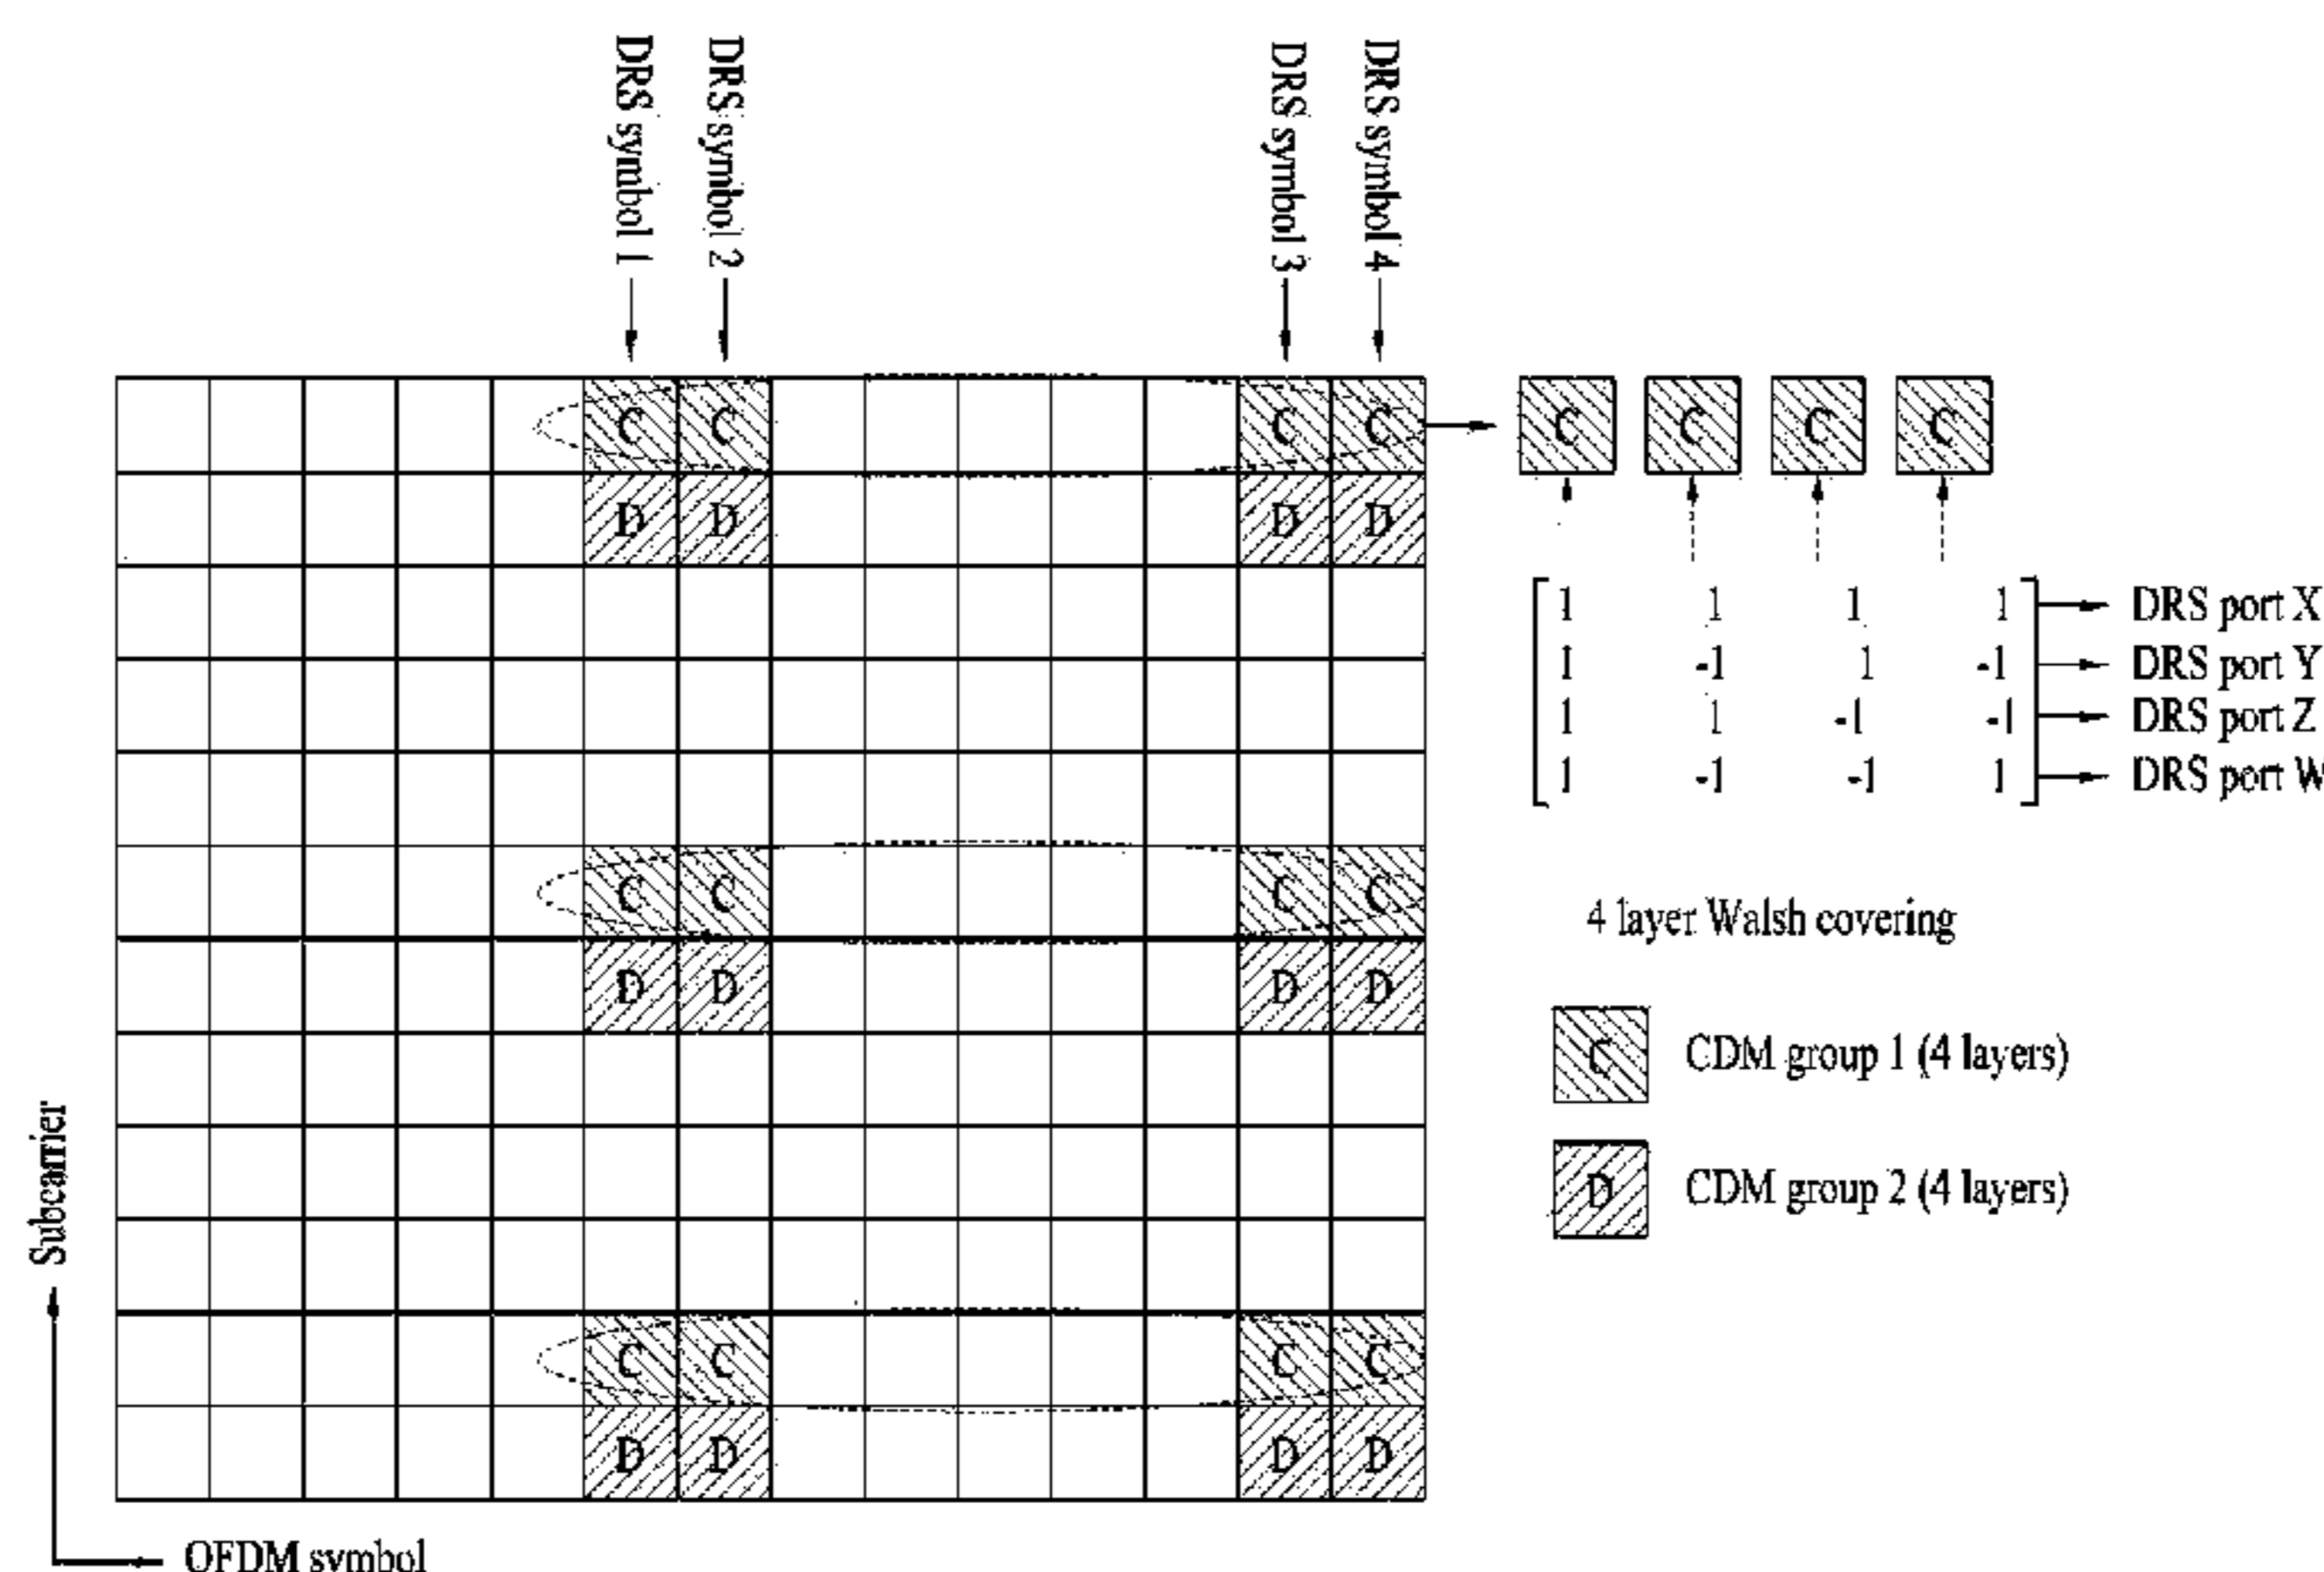 DRS symbol 1
DRS symbol 2
DRS symbol 3
DRS symbol 4
C C C C C C C C
D D D D
1 1 1 1 DRS port X
1 -1 1 -1 DRS port Y
1 1 -1 -1 DRS port Z
1 -1 -1 1 DRS port W
C C C C
4 layer Walsh covering
D D D D
C CDM group 1 (4 layers)
D CDM group 2 (4 layers)
C C C C
D D D D
Subcarrier
OFDM symbol